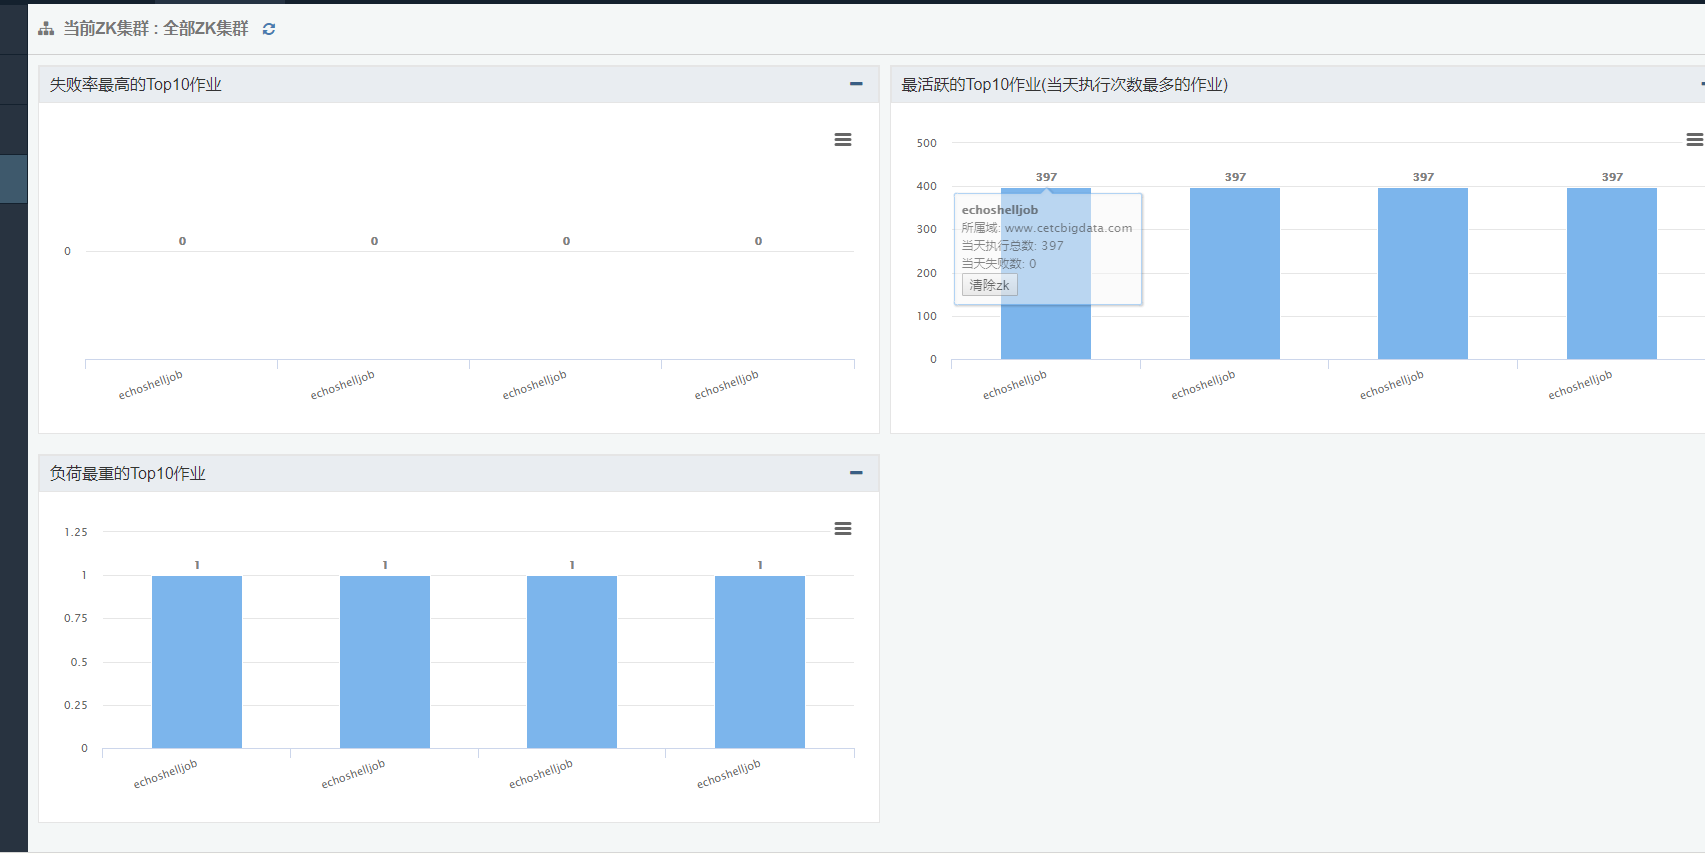 当前ZK集群 : 全部ZK集群
失败率最高的Top10作业
0 0 0 0
0
echoshelljob echoshelljob echoshelljob echoshelljob
最活跃的Top10作业(当天执行次数最多的作业)
500
397 397 397 397
400
echoshelljob
所属域: www.cetcbigdata.com
300
当天执行总数: 397
当天失败数: 0
200
清除zk
100
0
echoshelljob echoshelljob echoshelljob echoshelljob
负荷最重的Top10作业
1.25
1 1 1 1
1
0.75
0.5
0.25
0
echoshelljob echoshelljob echoshelljob echoshelljob